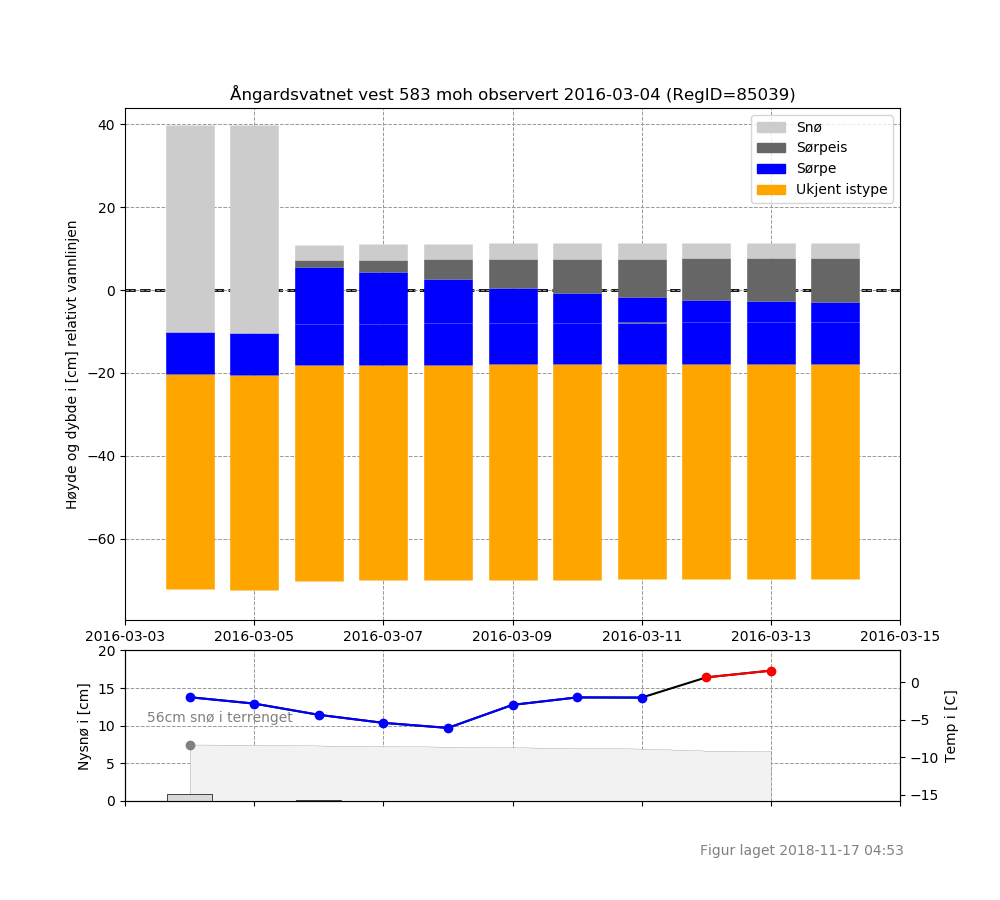 Ångardsvatnet vest 583 moh observert 2016-03-04 (RegID=85039)
Høyde og dybde i [cm] relativt vannlinjen
40
20
0
−20
−40
−60
Snø
Sørpeis
Sørpe
Ukjent istype
2016-03-03
2016-03-05
2016-03-07
2016-03-09
2016-03-11
2016-03-13
2016-03-15
Nysnø i [cm]
20
15
10
5
0
56cm snø i terrenget
0
−5
−10
−15
Temp i [C]
Figur laget 2018-11-17 04:53